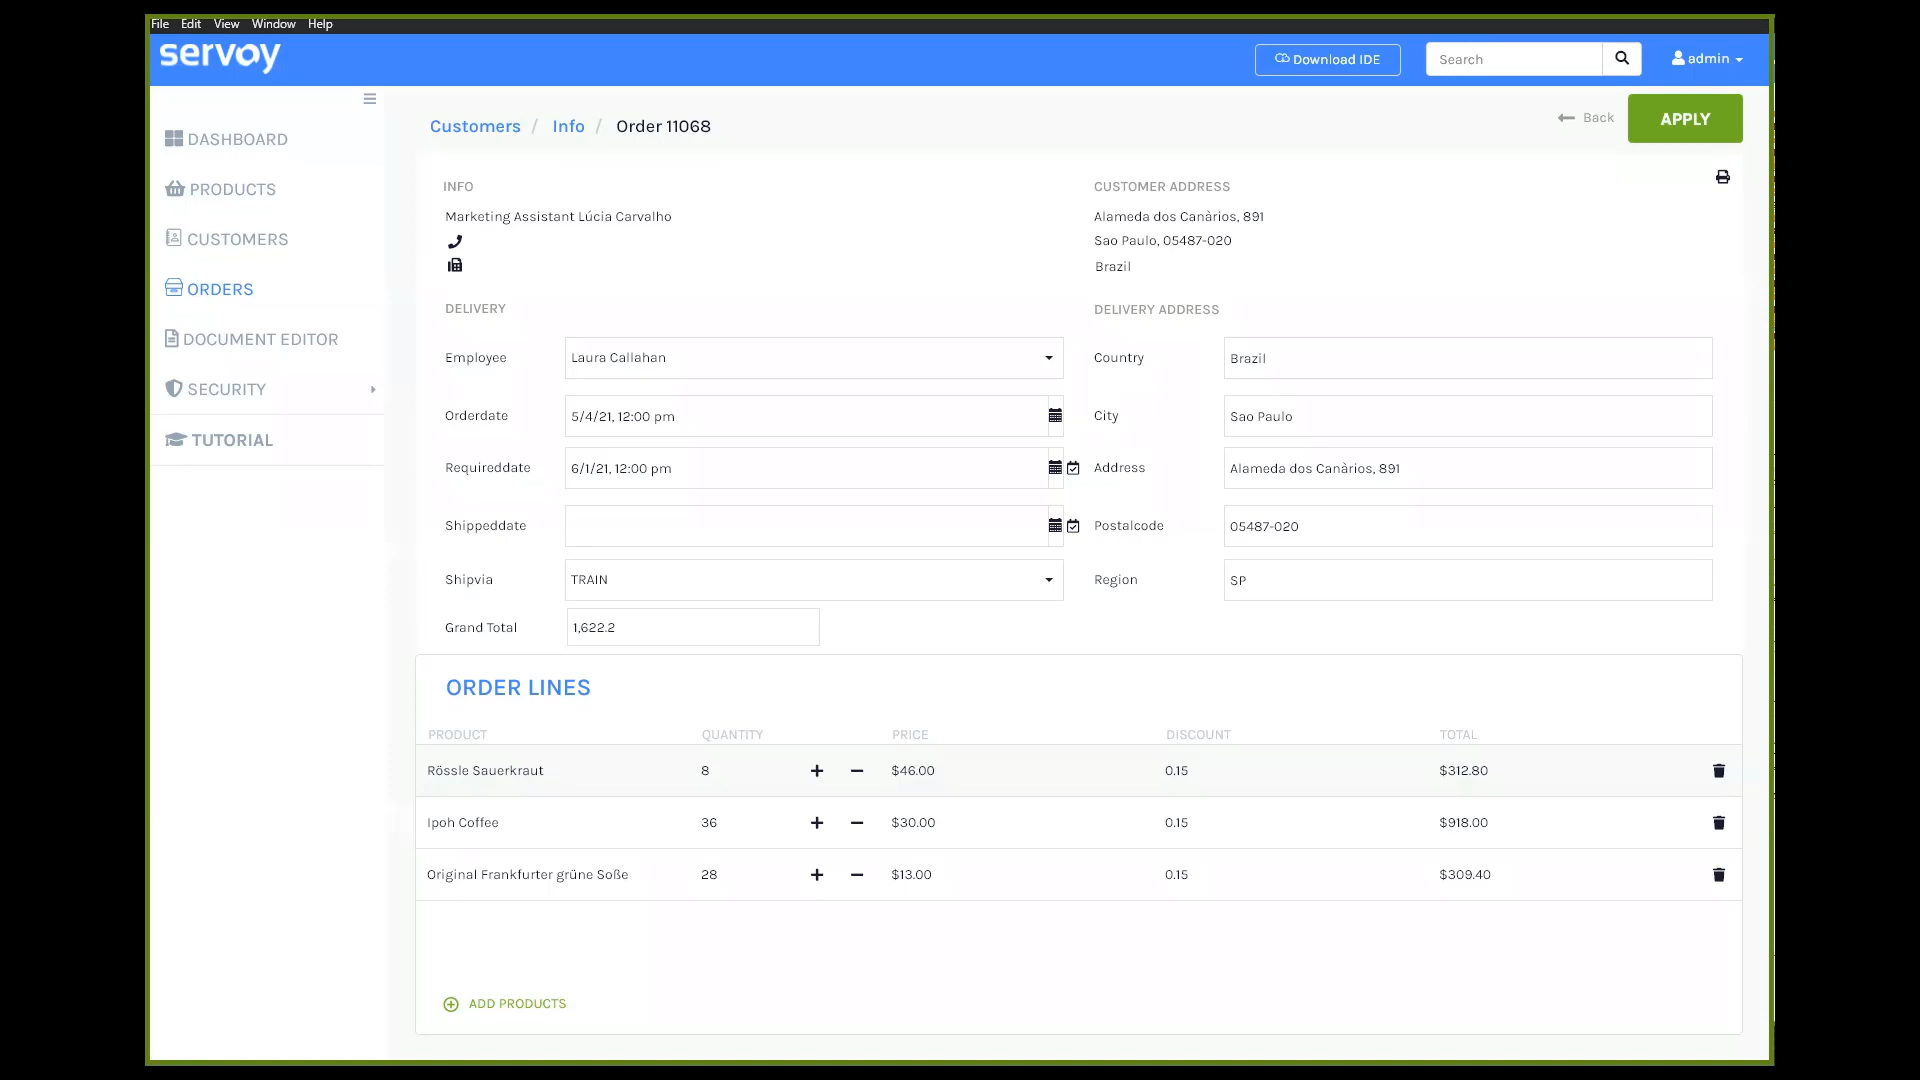 File Edit View Window Help
servoy
Download IDE
Search
admin
DASHBOARD
PRODUCTS
CUSTOMERS
ORDERS
DOCUMENT EDITOR
SECURITY
TUTORIAL
Customers / Info / Order 11068
Back
APPLY
INFO
Marketing Assistant Lúcia Carvalho
CUSTOMER ADDRESS
Alameda dos Canàrios, 891
Sao Paulo, 05487-020
Brazil
DELIVERY
Employee Laura Callahan
Orderdate 5/4/21, 12:00 pm
Requireddate 6/1/21, 12:00 pm
Shippeddate
Shipvia TRAIN
Grand Total 1,622.2
DELIVERY ADDRESS
Country Brazil
City Sao Paulo
Address Alameda dos Canàrios, 891
Postalcode 05487-020
Region SP
ORDER LINES
PRODUCT QUANTITY PRICE DISCOUNT TOTAL
Rössle Sauerkraut 8 + − $46.00 0.15 $312.80
Ipoh Coffee 36 + − $30.00 0.15 $918.00
Original Frankfurter grüne Soße 28 + − $13.00 0.15 $309.40
ADD PRODUCTS